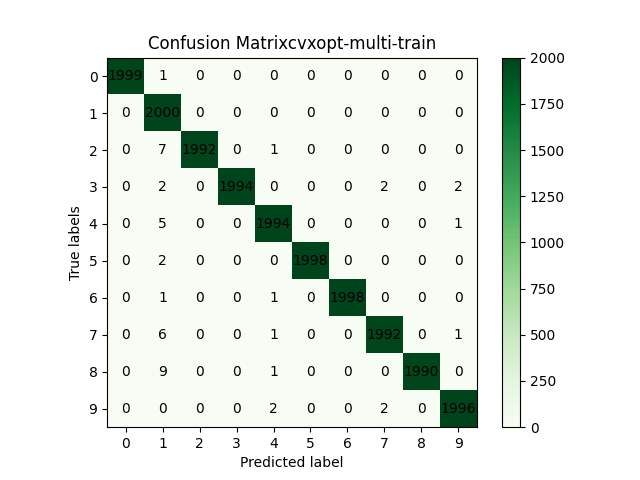 Confusion Matrixcvxopt-multi-train
0 1999 1 0 0 0 0 0 0 0 0
1 0 2000 0 0 0 0 0 0 0 0
2 0 7 1992 0 1 0 0 0 0 0
3 0 2 0 1994 0 0 0 2 0 2
4 0 5 0 0 1994 0 0 0 0 1
5 0 2 0 0 0 1998 0 0 0 0
6 0 1 0 0 1 0 1998 0 0 0
7 0 6 0 0 1 0 0 1992 0 1
8 0 9 0 0 1 0 0 0 1990 0
9 0 0 0 0 2 0 0 2 0 1996
0 1 2 3 4 5 6 7 8 9
Predicted label
True labels
2000
1750
1500
1250
1000
750
500
250
0